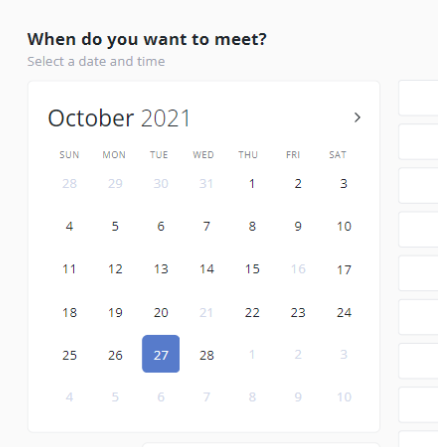 When do you want to meet?
Select a date and time
October 2021 >
SUN MON TUE WED THU FRI SAT
28 29 30 31 1 2 3
4 5 6 7 8 9 10
11 12 13 14 15 16 17
18 19 20 21 22 23 24
25 26 27 28 1 2 3
4 5 6 7 8 9 10